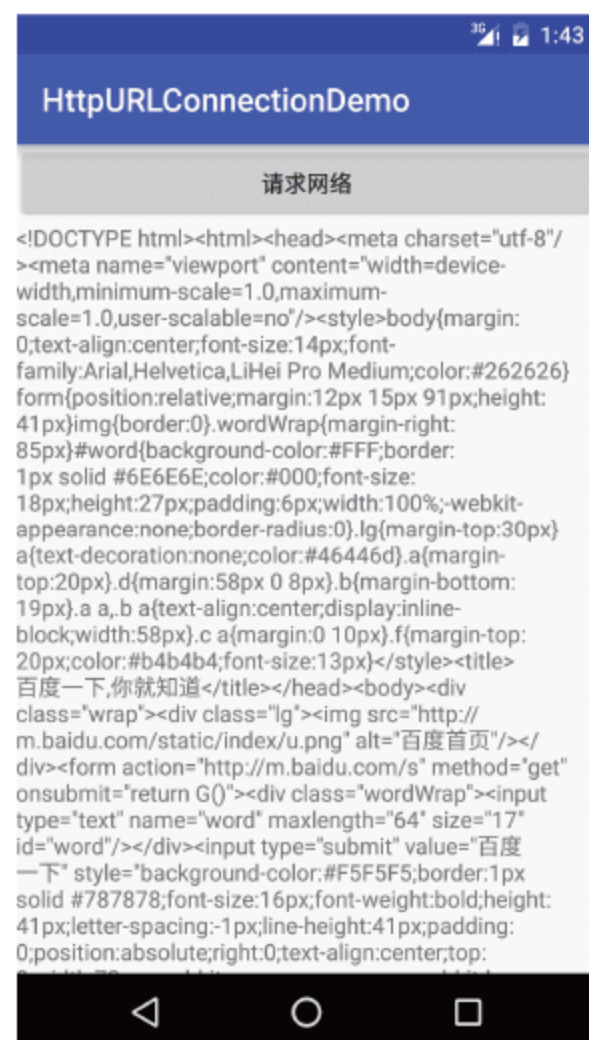 3G 1:43
HttpURLConnectionDemo
请求网络
<!DOCTYPE html><html><head><meta charset="utf-8"/
><meta name="viewport" content="width=device-
width,minimum-scale=1.0,maximum-
scale=1.0,user-scalable=no"/><style>body{margin:
0;text-align:center;font-size:14px;font-
family:Arial,Helvetica,LiHei Pro Medium;color:#262626}
form{position:relative;margin:12px 15px 91px;height:
41px}img{border:0}.wordWrap{margin-right:
85px}#word{background-color:#FFF;border:
1px solid #6E6E6E;color:#000;font-size:
18px;height:27px;padding:6px;width:100%;-webkit-
appearance:none;border-radius:0}.lg{margin-top:30px}
a{text-decoration:none;color:#46446d}.a{margin-
top:20px}.d{margin:58px 0 8px}.b{margin-bottom:
19px}.a a,.b a{text-align:center;display:inline-
block;width:58px}.c a{margin:0 10px}.f{margin-top:
20px;color:#b4b4b4;font-size:13px}</style><title>
百度一下,你就知道</title></head><body><div
class="wrap"><div class="lg"><img src="http://
m.baidu.com/static/index/u.png" alt="百度首页"/></
div><form action="http://m.baidu.com/s" method="get"
onsubmit="return G()"><div class="wordWrap"><input
type="text" name="word" maxlength="64" size="17"
id="word"/></div><input type="submit" value="百度
一下" style="background-color:#F5F5F5;border:1px
solid #787878;font-size:16px;font-weight:bold;height:
41px;letter-spacing:-1px;line-height:41px;padding:
0;position:absolute;right:0;text-align:center;top: